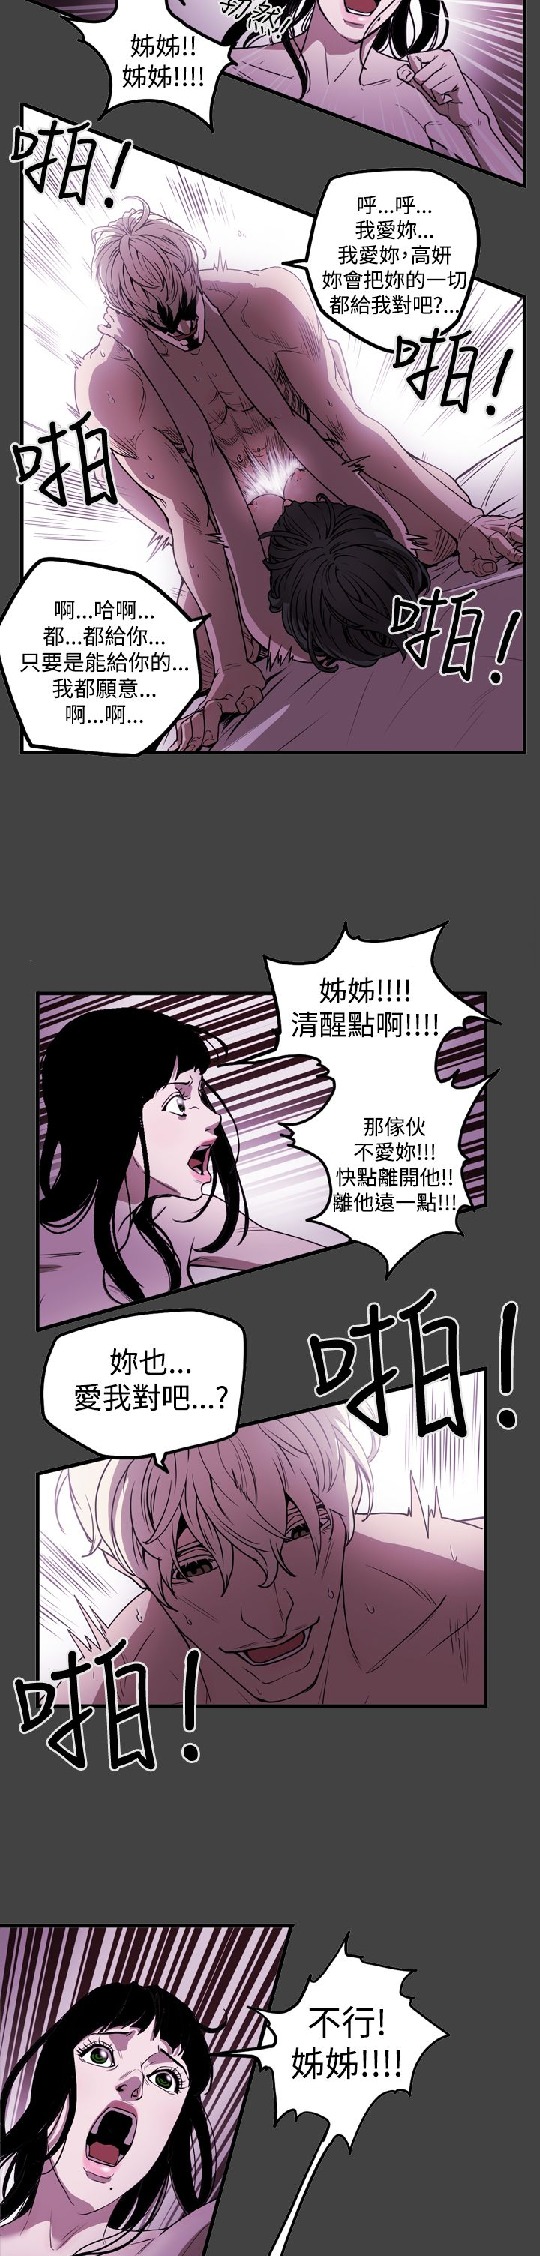 姊姊!!
姊姊!!!!
啪!
呼...呼...
我愛妳...
我愛妳,高妍
妳會把妳的一切
都給我對吧?...
啪!
啪
啪!
啊...哈啊...
都...都給你...
只要是能給你的...
我都願意...
啊...啊...
姊姊!!!!
清醒點啊!!!!
那傢伙
不愛妳!!!
快點離開他!!
離他遠一點!!!
妳也...
愛我對吧...?
啪!
啪!
不行!
姊姊!!!!